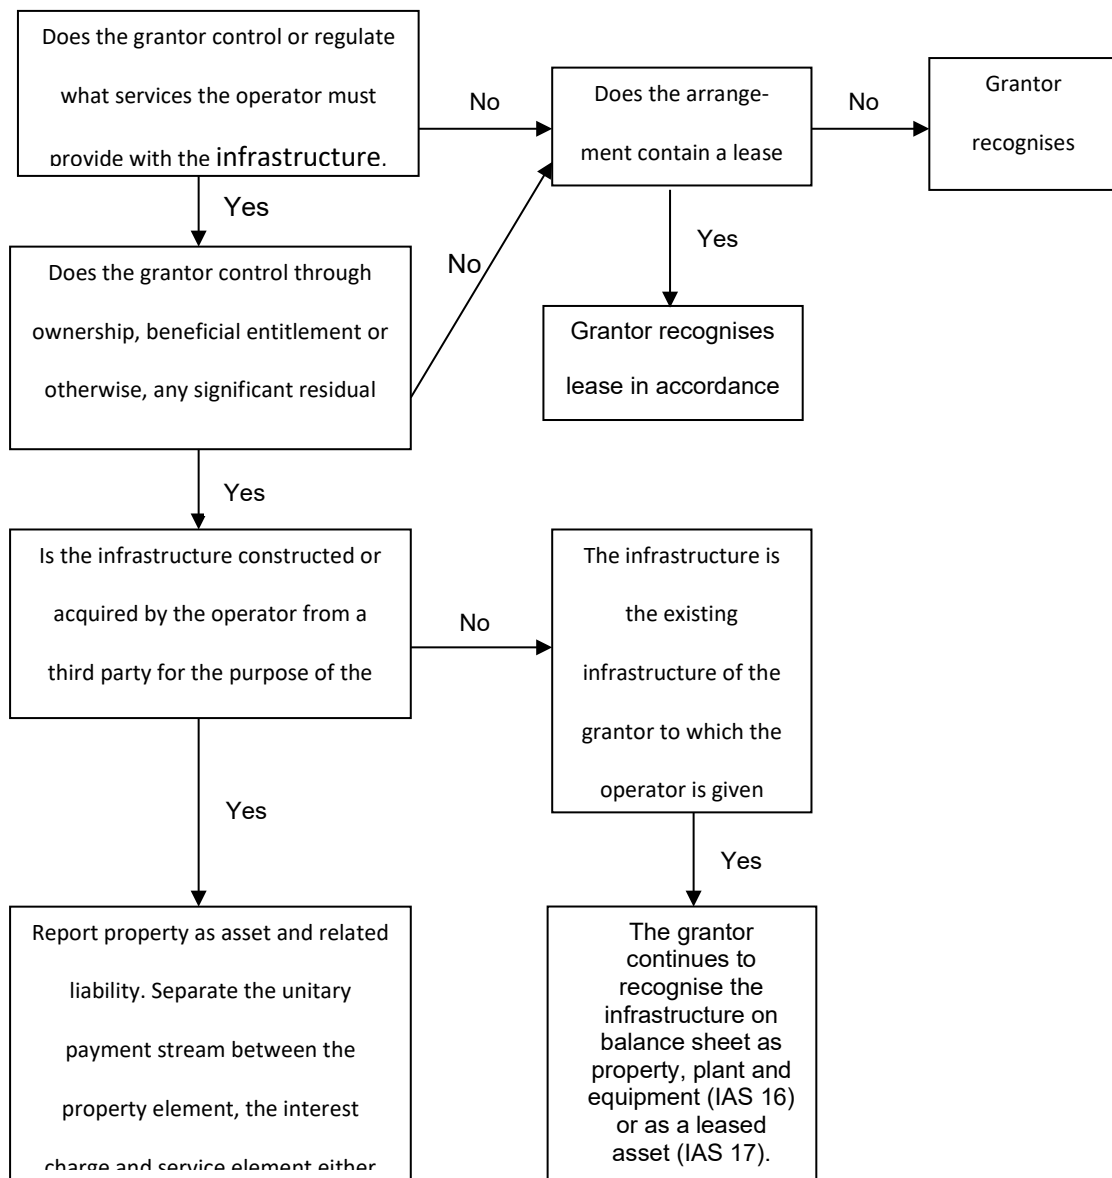 Does the grantor control or regulate
what services the operator must
provide with the infrastructure.
No
Does the arrange-
ment contain a lease
No
Grantor
recognises
Yes
Does the grantor control through
ownership, beneficial entitlement or
otherwise, any significant residual
No
Yes
Grantor recognises
lease in accordance
Yes
Is the infrastructure constructed or
acquired by the operator from a
third party for the purpose of the
No
The infrastructure is
the existing
infrastructure of the
grantor to which the
operator is given
Yes
Yes
Report property as asset and related
liability. Separate the unitary
payment stream between the
property element, the interest
charge and service element either
The grantor
continues to
recognise the
infrastructure on
balance sheet as
property, plant and
equipment (IAS 16)
or as a leased
asset (IAS 17).